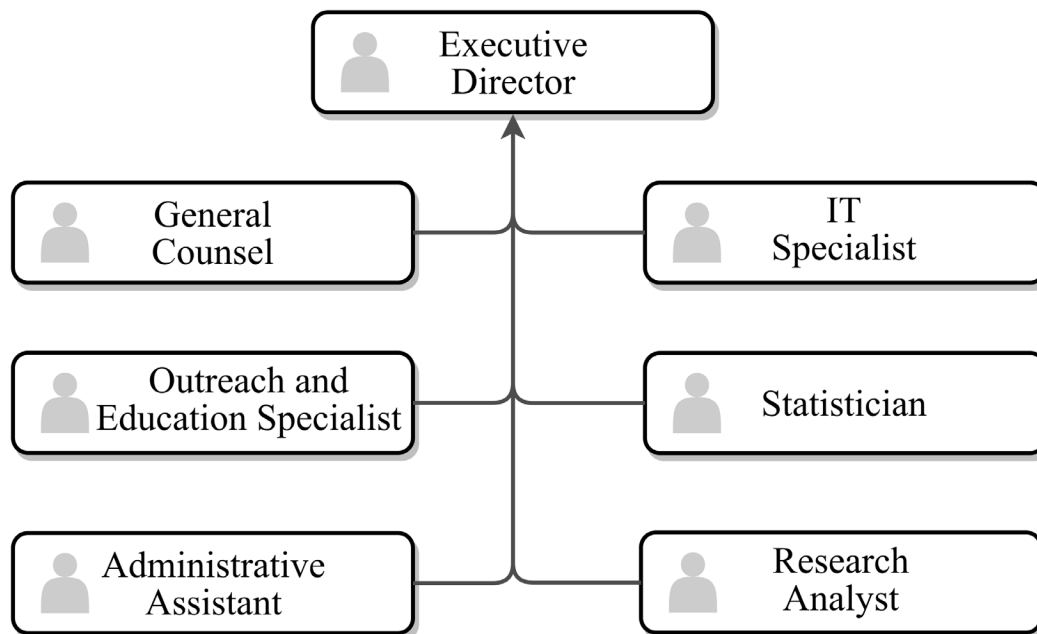 Executive
Director
General
Counsel
IT
Specialist
Outreach and
Education Specialist
Statistician
Administrative
Assistant
Research
Analyst